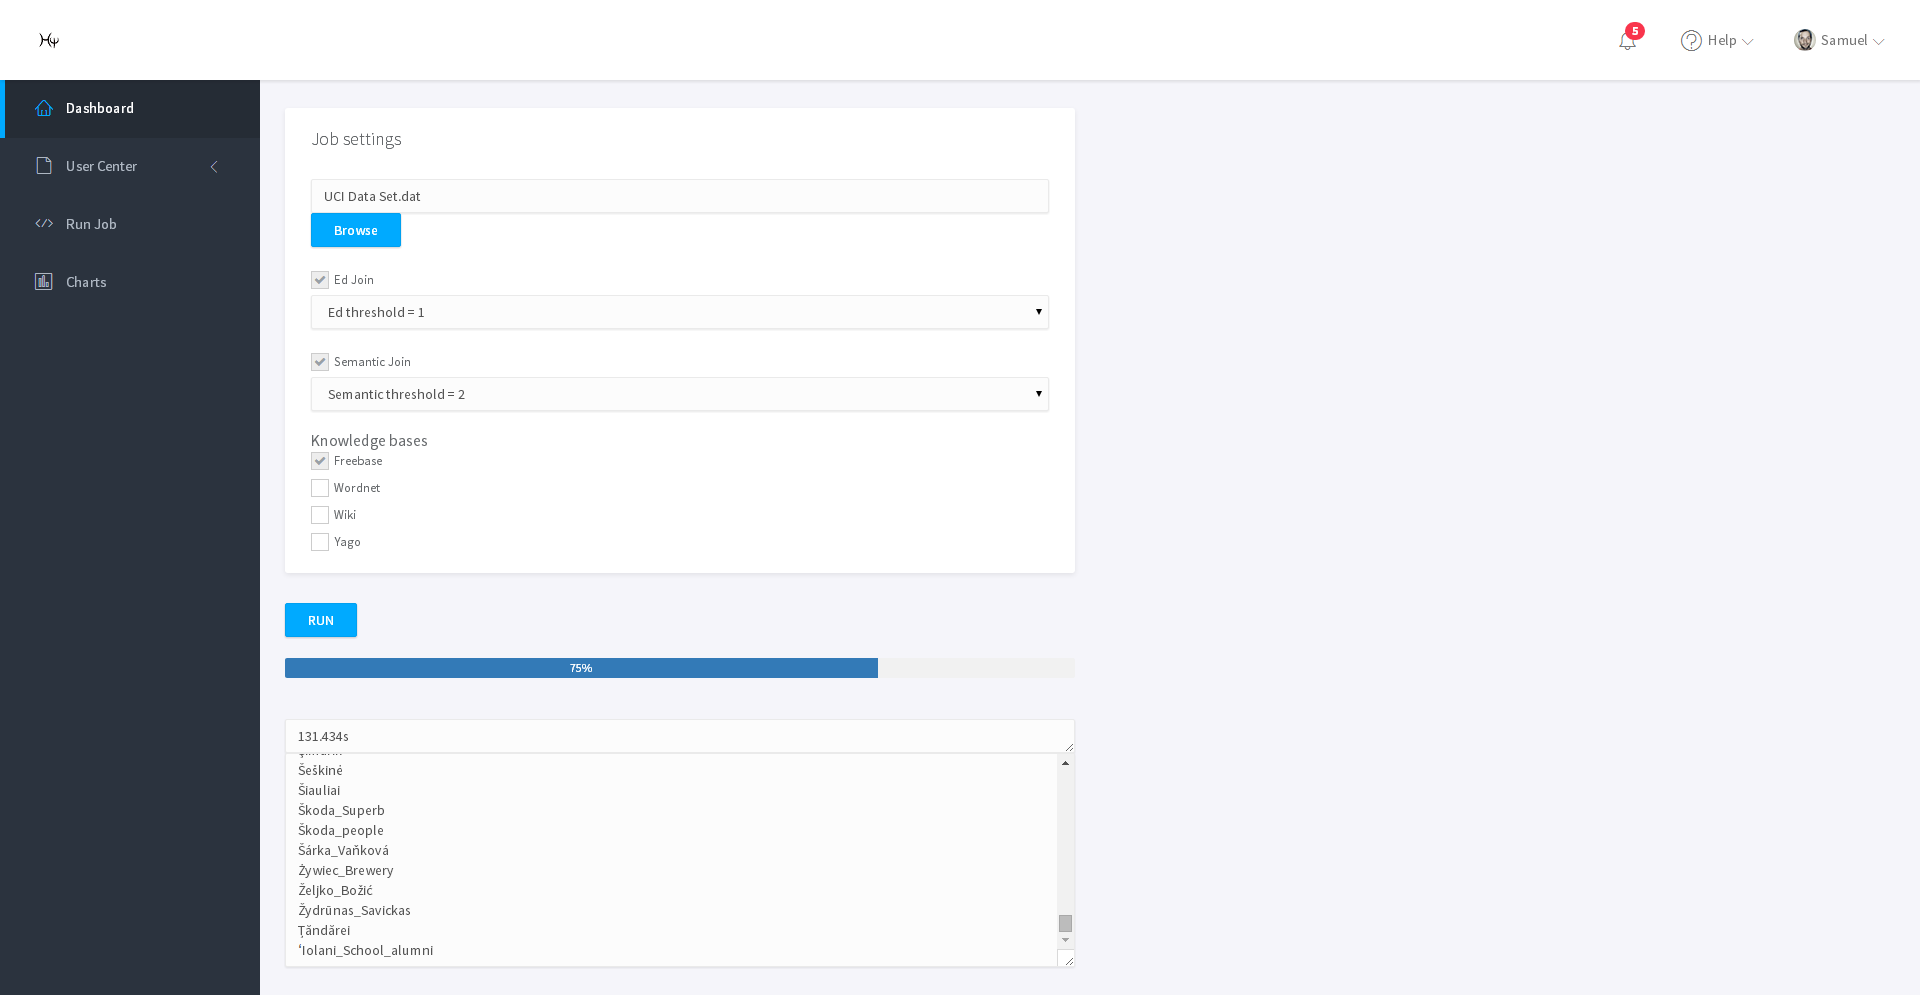 5
Help
Samuel
Dashboard
User Center
Run Job
Charts
Job settings
UCI Data Set.dat
Browse
Ed Join
Ed threshold = 1
Semantic Join
Semantic threshold = 2
Knowledge bases
Freebase
Wordnet
Wiki
Yago
RUN
75%
131.434s
Šeškinė
Šiauliai
Škoda_Superb
Škoda_people
Šárka_Vaňková
Żywiec_Brewery
Željko_Božić
Žydrūnas_Savickas
Țăndărei
ʻIolani_School_alumni